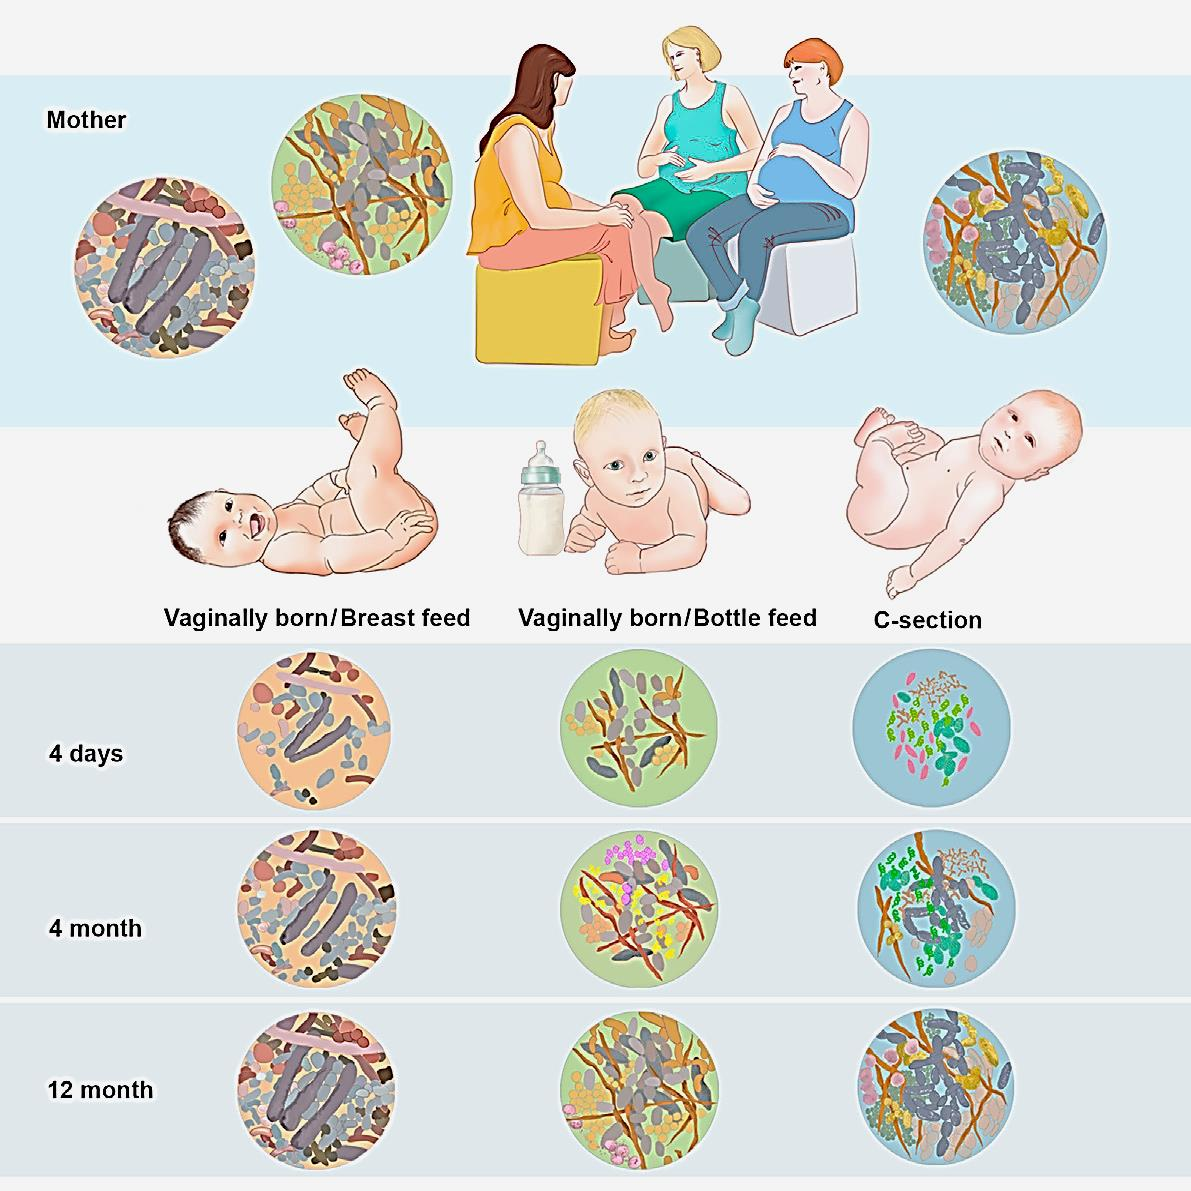 Mother
Vaginally born/Breast feed
Vaginally born/Bottle feed
C-section
4 days
4 month
12 month